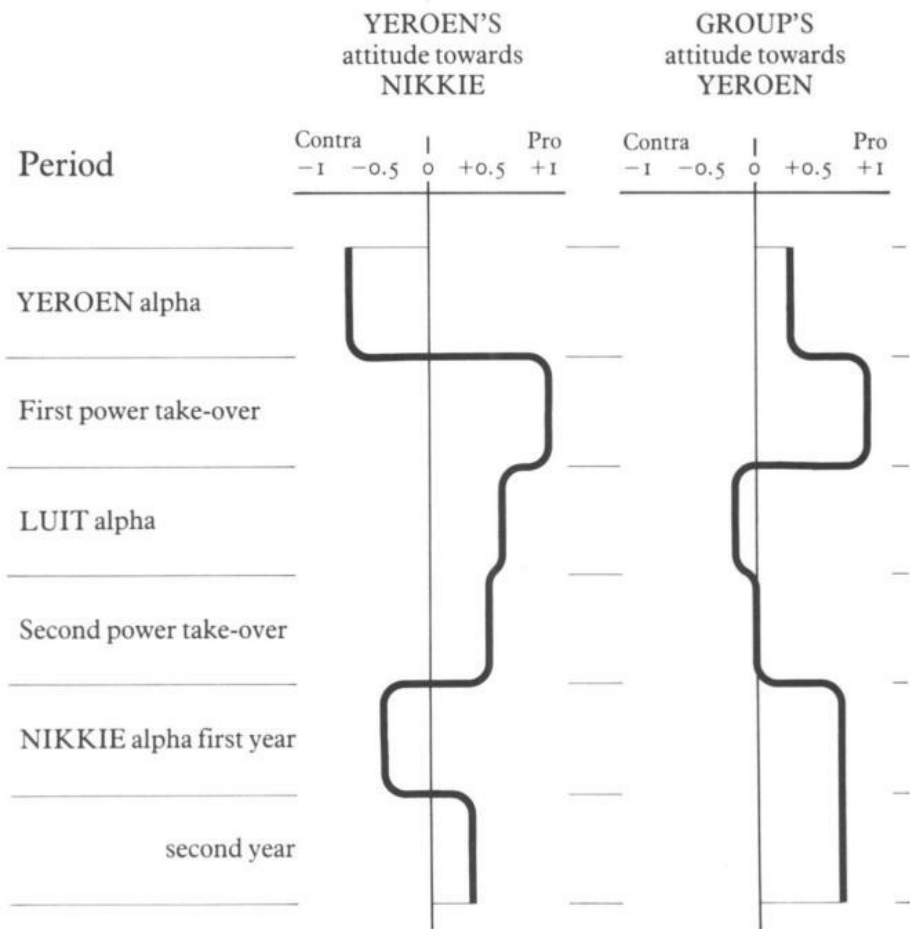 YEROEN'S
attitude towards
NIKKIE
GROUP'S
attitude towards
YEROEN
Period
Contra Pro
−1 −0.5 0 +0.5 +1
Contra Pro
−1 −0.5 0 +0.5 +1
YEROEN alpha
First power take-over
LUIT alpha
Second power take-over
NIKKIE alpha first year
second year